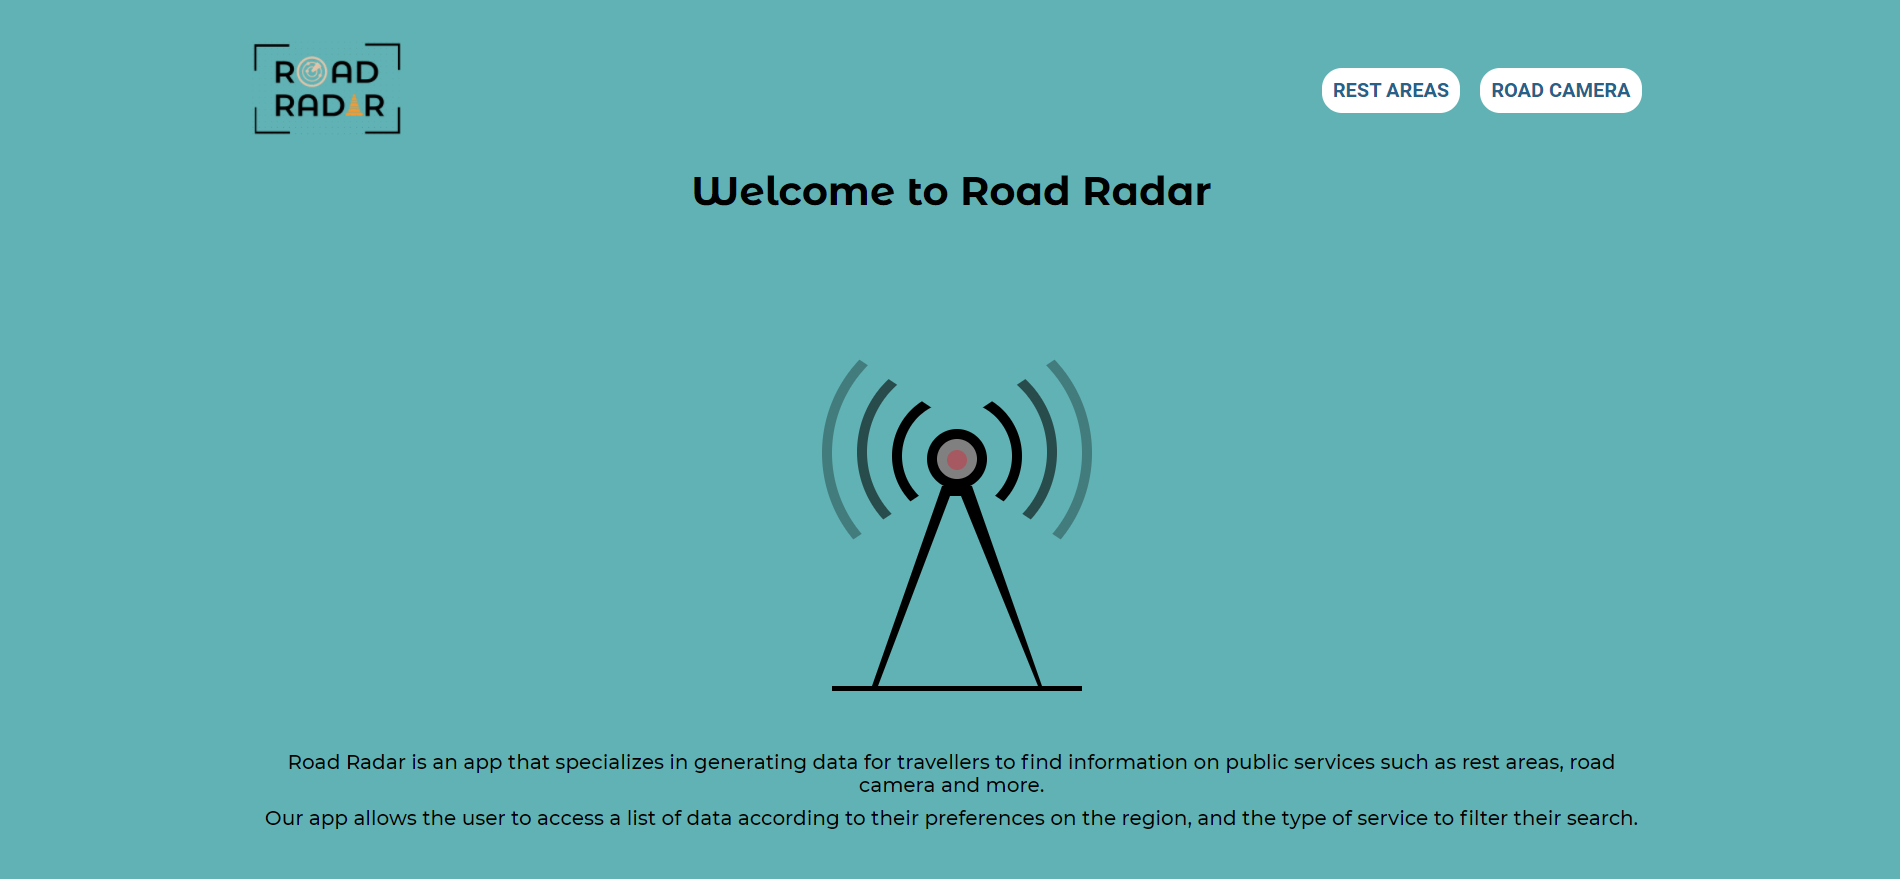 ROAD
RADAR
REST AREAS
ROAD CAMERA
Welcome to Road Radar
Road Radar is an app that specializes in generating data for travellers to find information on public services such as rest areas, road
camera and more.
Our app allows the user to access a list of data according to their preferences on the region, and the type of service to filter their search.